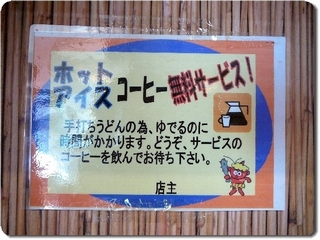 ホット
アイス コーヒー無料サービス！
手打ちうどんの為、ゆでるのに
時間がかかります。どうぞ、サービスの
コーヒーを飲んでお待ち下さい。
店主